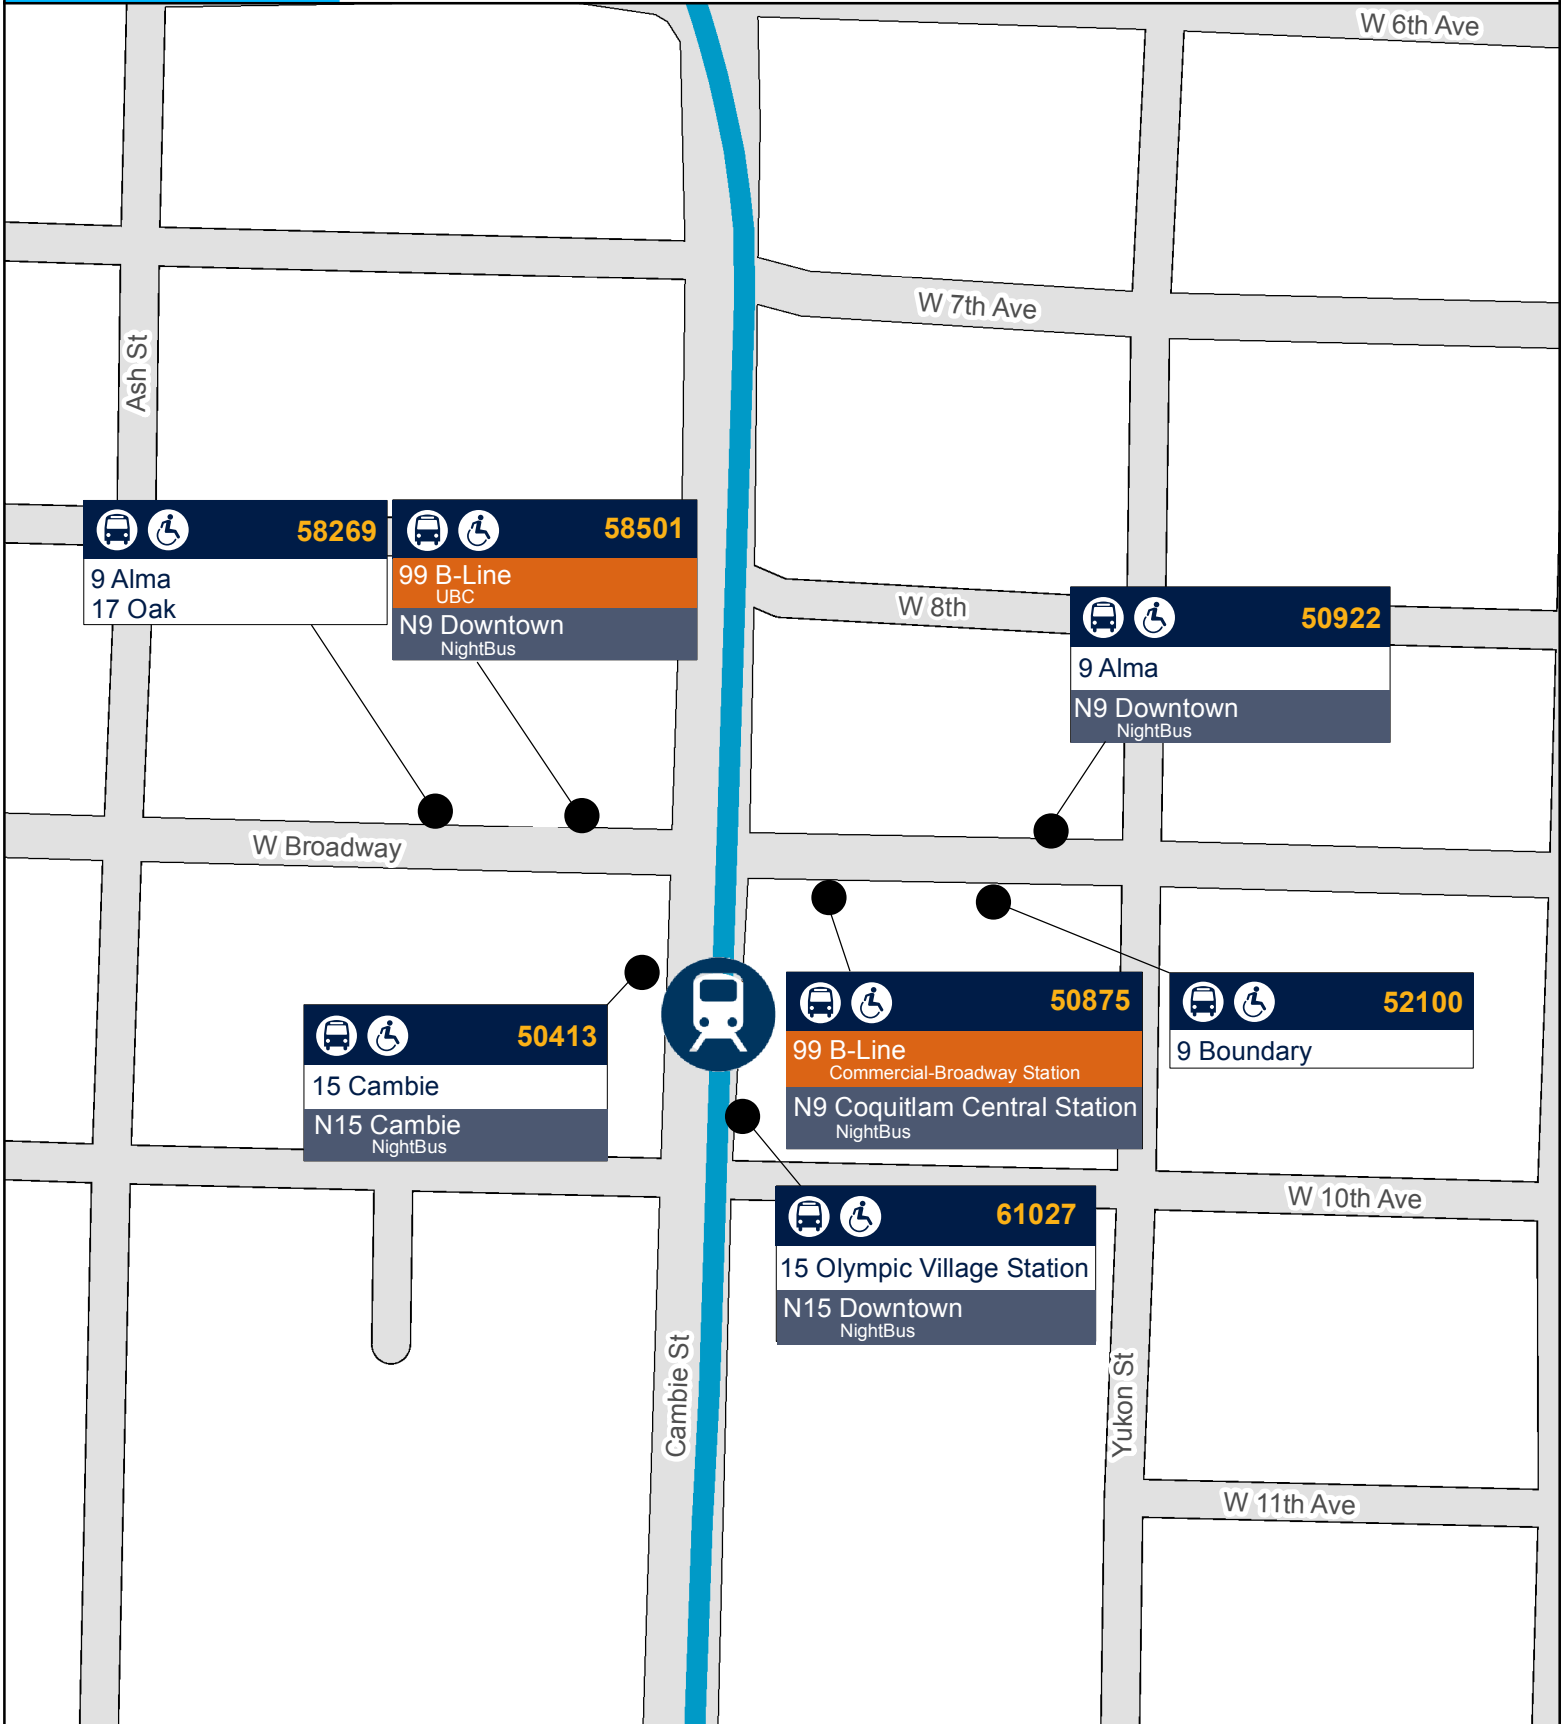 W 6th Ave
W 7th Ave
Ash St
58269
9 Alma
17 Oak
58501
99 B-Line
UBC
N9 Downtown
NightBus
W 8th
50922
9 Alma
N9 Downtown
NightBus
W Broadway
50413
15 Cambie
N15 Cambie
NightBus
50875
99 B-Line
Commercial-Broadway Station
N9 Coquitlam Central Station
NightBus
52100
9 Boundary
W 10th Ave
61027
15 Olympic Village Station
N15 Downtown
NightBus
Cambie St
Yukon St
W 11th Ave